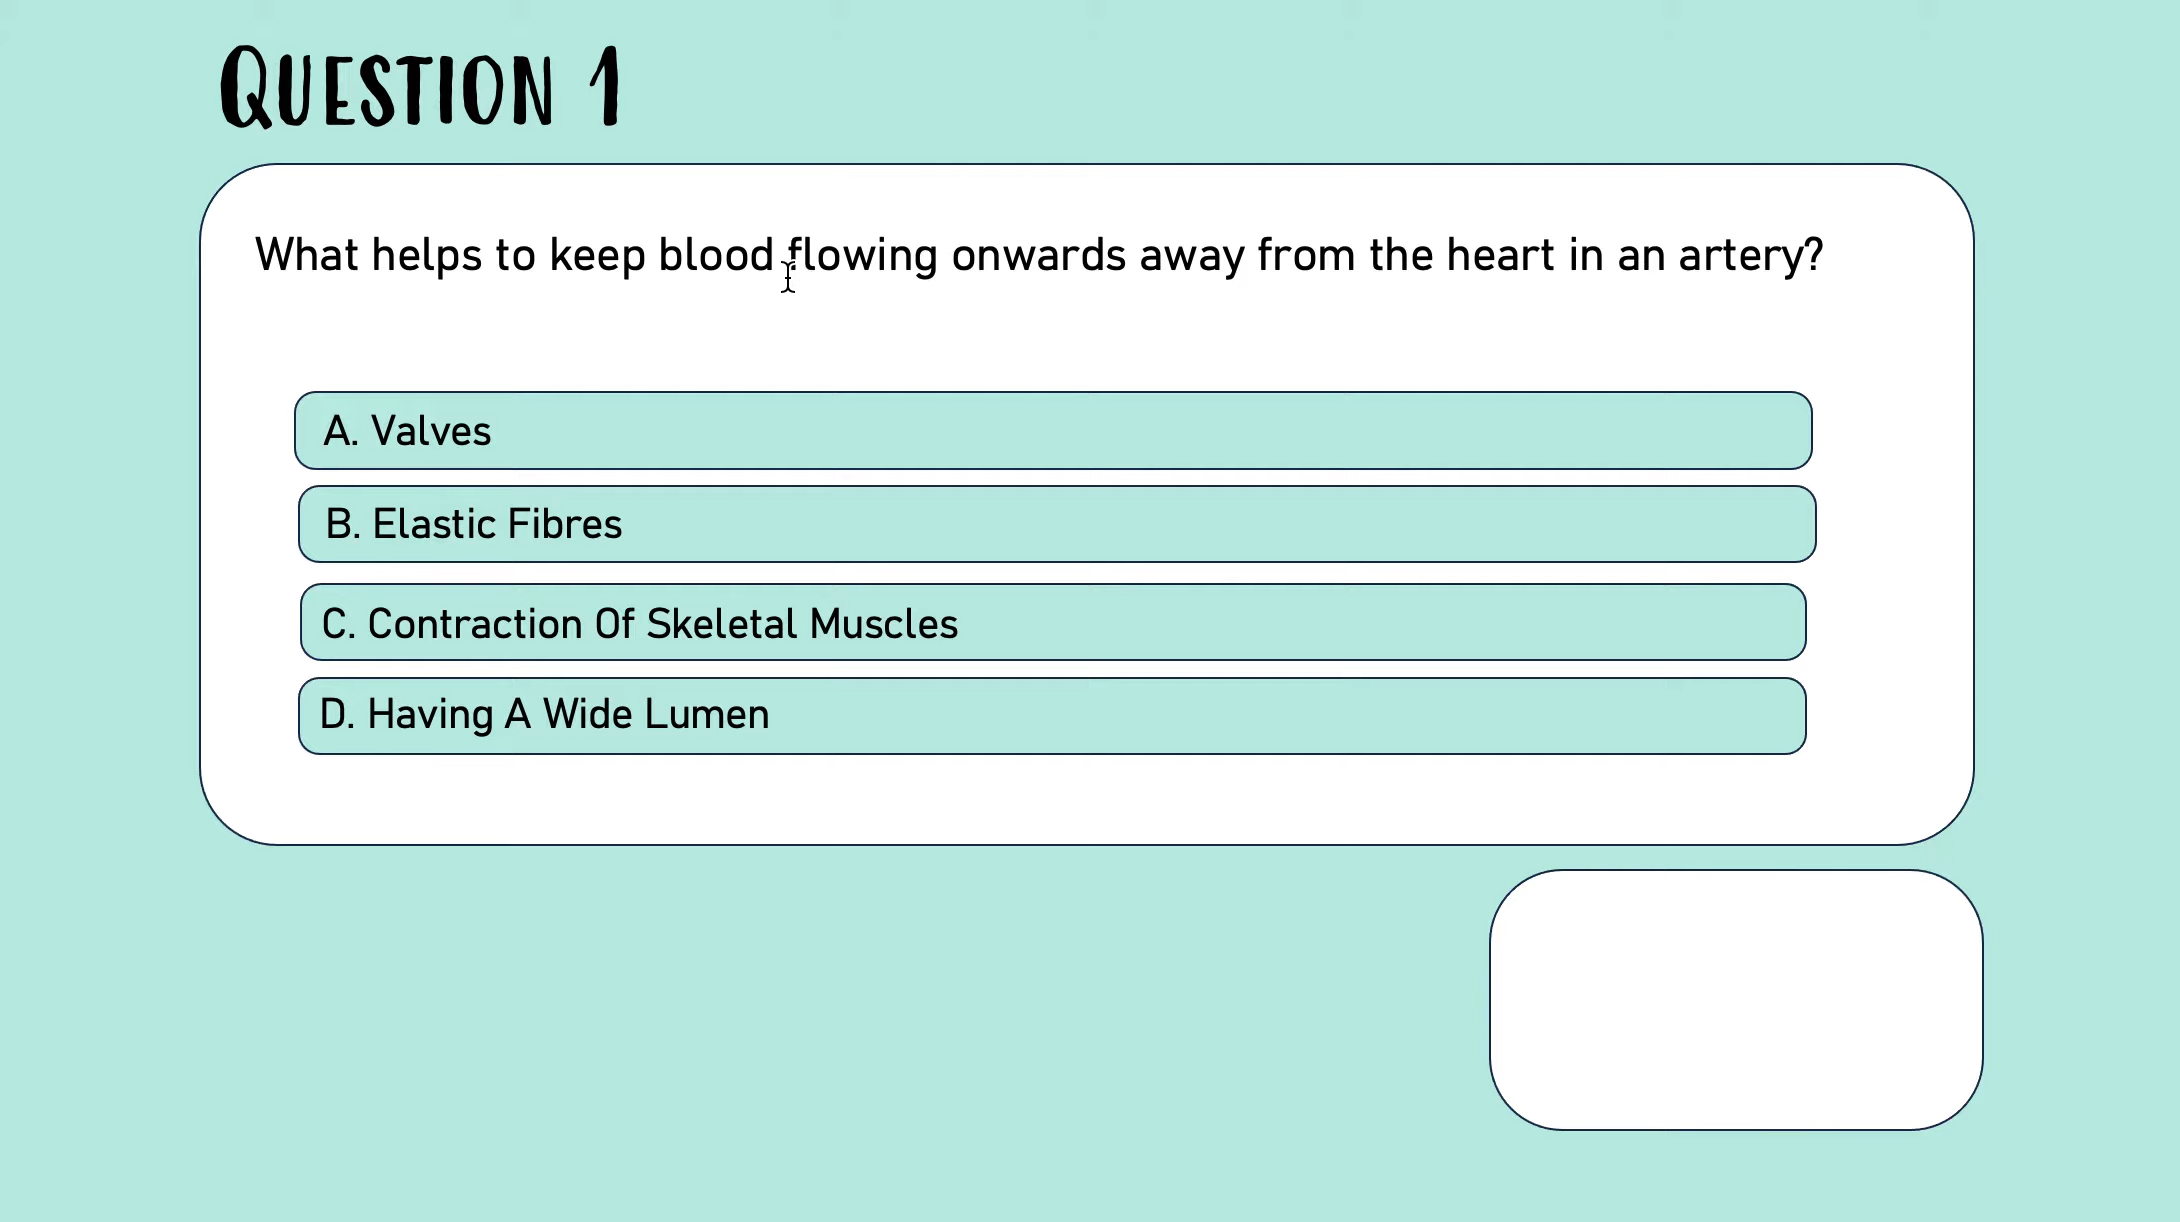 QUESTION 1
What helps to keep blood flowing onwards away from the heart in an artery?
A. Valves
B. Elastic Fibres
C. Contraction Of Skeletal Muscles
D. Having A Wide Lumen